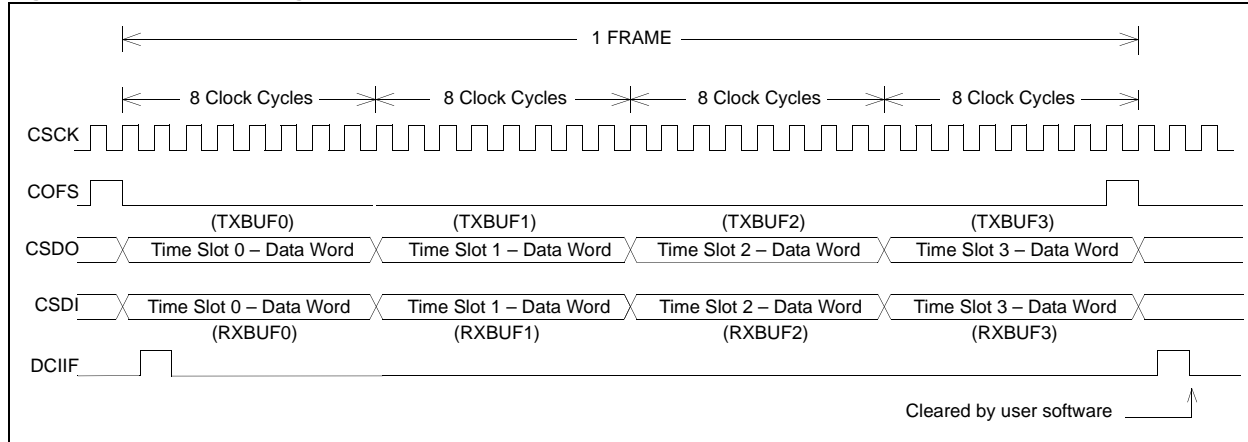 1 FRAME
8 Clock Cycles 8 Clock Cycles 8 Clock Cycles 8 Clock Cycles
CSCK
COFS
(TXBUF0) (TXBUF1) (TXBUF2) (TXBUF3)
CSDO Time Slot 0 – Data Word Time Slot 1 – Data Word Time Slot 2 – Data Word Time Slot 3 – Data Word
CSDI Time Slot 0 – Data Word Time Slot 1 – Data Word Time Slot 2 – Data Word Time Slot 3 – Data Word
(RXBUF0) (RXBUF1) (RXBUF2) (RXBUF3)
DCIIF
Cleared by user software